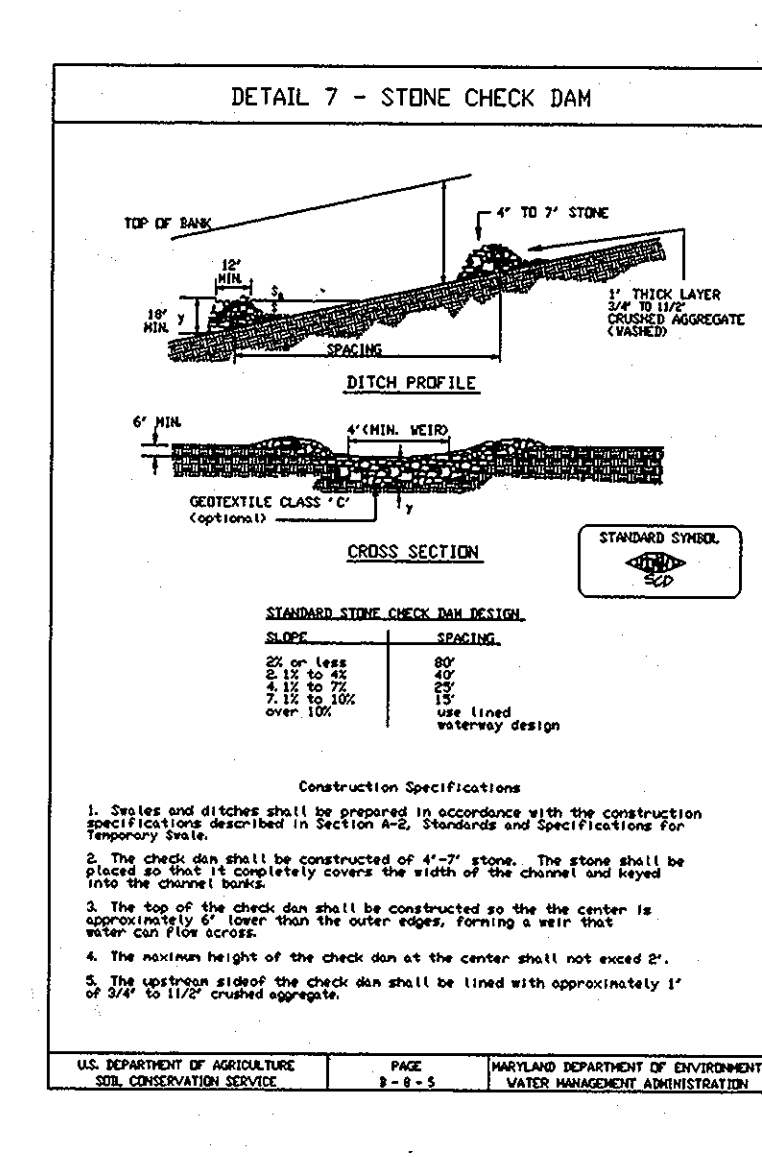 DETAIL 7 - STONE CHECK DAM
TOP OF BANK
4" TO 7" STONE
12"
MIN.
18"
MIN.
y
1' THICK LAYER
3/4" TO 11/2"
CRUSHED AGGREGATE
(WASHED)
SPACING
DITCH PROFILE
6" MIN.
4'(MIN. WEIR)
GEOTEXTILE CLASS 'C'
(optional)
y
CROSS SECTION
STANDARD SYMBOL
SCD
STANDARD STONE CHECK DAM DESIGN
SLOPE SPACING
2% or less 80'
2.1% to 4% 40'
4.1% to 7% 25'
7.1% to 10% 15'
over 10% use lined
waterway design
Construction Specifications
1. Swales and ditches shall be prepared in accordance with the construction
specifications described in Section A-2, Standards and Specifications for
Temporary Swale.
2. The check dam shall be constructed of 4"-7" stone. The stone shall be
placed so that it completely covers the width of the channel and keyed
into the channel banks.
3. The top of the check dam shall be constructed so the the center is
approximately 6" lower than the outer edges, forming a weir that
water can flow across.
4. The maximum height of the check dam at the center shall not exced 2'.
5. The upstream sideof the check dam shall be lined with approximately 1'
of 3/4" to 11/2" crushed aggregate.
U.S. DEPARTMENT OF AGRICULTURE
SOIL CONSERVATION SERVICE
PAGE
MARYLAND DEPARTMENT OF ENVIRONMENT
WATER MANAGEMENT ADMINISTRATION